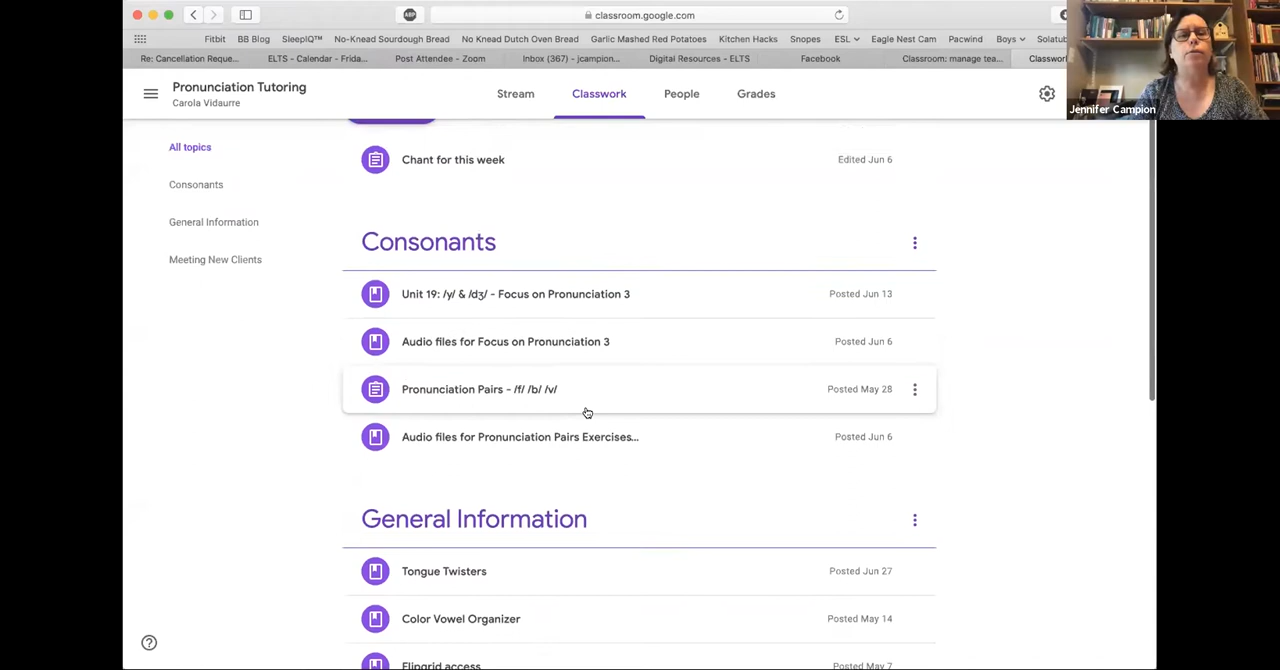 classroom.google.com
Fitbit BB Blog SleepIQ™ No-Knead Sourdough Bread No Knead Dutch Oven Bread Garlic Mashed Red Potatoes Kitchen Hacks Snopes ESL Eagle Nest Cam Pacwind Boys Solatub
Re: Cancellation Reque... ELTS - Calendar - Frida... Post Attendee - Zoom Inbox (367) - jcampion... Digital Resources - ELTS Facebook Classroom: manage tea... Classwork
Jennifer Campion
Pronunciation Tutoring
Carola Vidaurre
Stream Classwork People Grades
ABP
All topics
Consonants
General Information
Meeting New Clients
Chant for this week Edited Jun 6
Consonants
Unit 19: /y/ & /dʒ/ - Focus on Pronunciation 3 Posted Jun 13
Audio files for Focus on Pronunciation 3 Posted Jun 6
Pronunciation Pairs - /f/ /b/ /v/ Posted May 28
Audio files for Pronunciation Pairs Exercises... Posted Jun 6
General Information
Tongue Twisters Posted Jun 27
Color Vowel Organizer Posted May 14
Flipgrid access Posted May 7